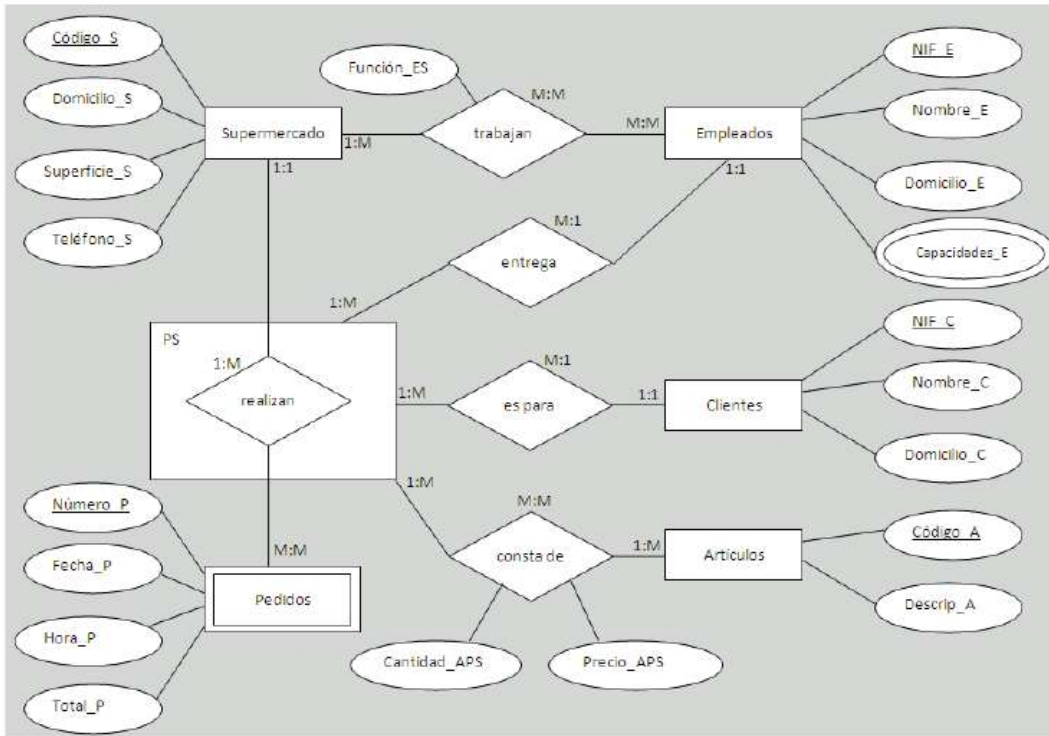 Código_S
Domicilio_S
Superficie_S
Teléfono_S
Supermercado
1:M
1:1
Función_ES
M:M
trabajan
M:M
Empleados
1:1
NIF_E
Nombre_E
Domicilio_E
Capacidades_E
M:1
entrega
1:M
PS
1:M
realizan
1:M
M:1
es para
1:1
Clientes
NIF_C
Nombre_C
Domicilio_C
1:M
M:M
consta de
1:M
Artículos
Código_A
Descrip_A
Cantidad_APS
Precio_APS
M:M
Pedidos
Número_P
Fecha_P
Hora_P
Total_P